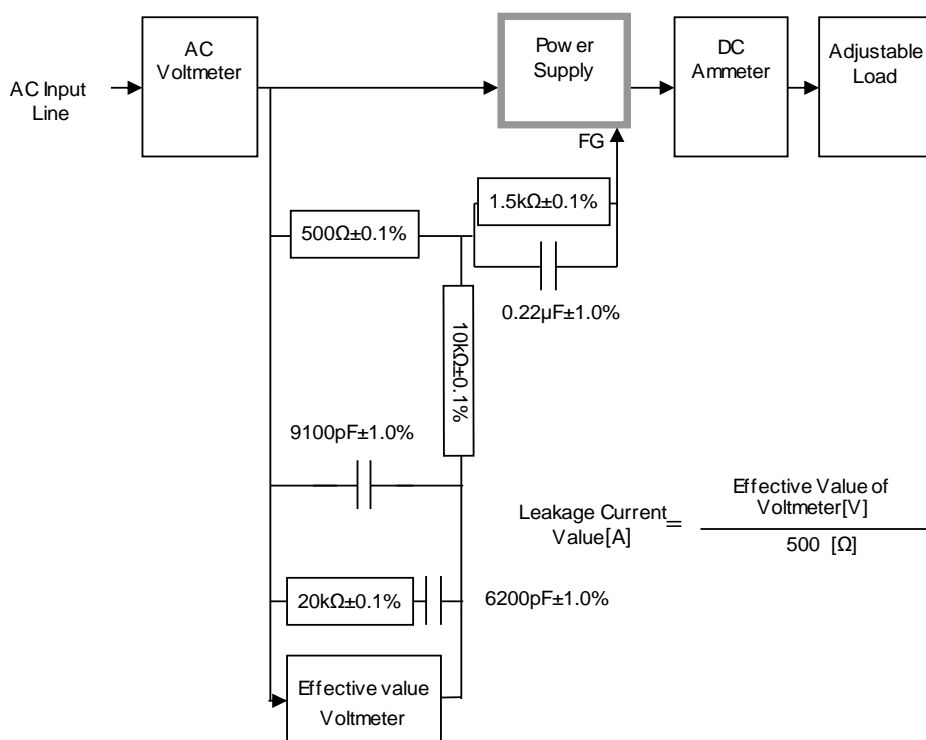 AC
Voltmeter
Power
Supply
DC
Ammeter
Adjustable
Load
AC Input
Line
FG
1.5kΩ±0.1%
500Ω±0.1%
0.22μF±1.0%
10kΩ±0.1%
9100pF±1.0%
Leakage Current
Value[A]
=
Effective Value of
Voltmeter[V]
500 [Ω]
20kΩ±0.1%
6200pF±1.0%
Effective value
Voltmeter